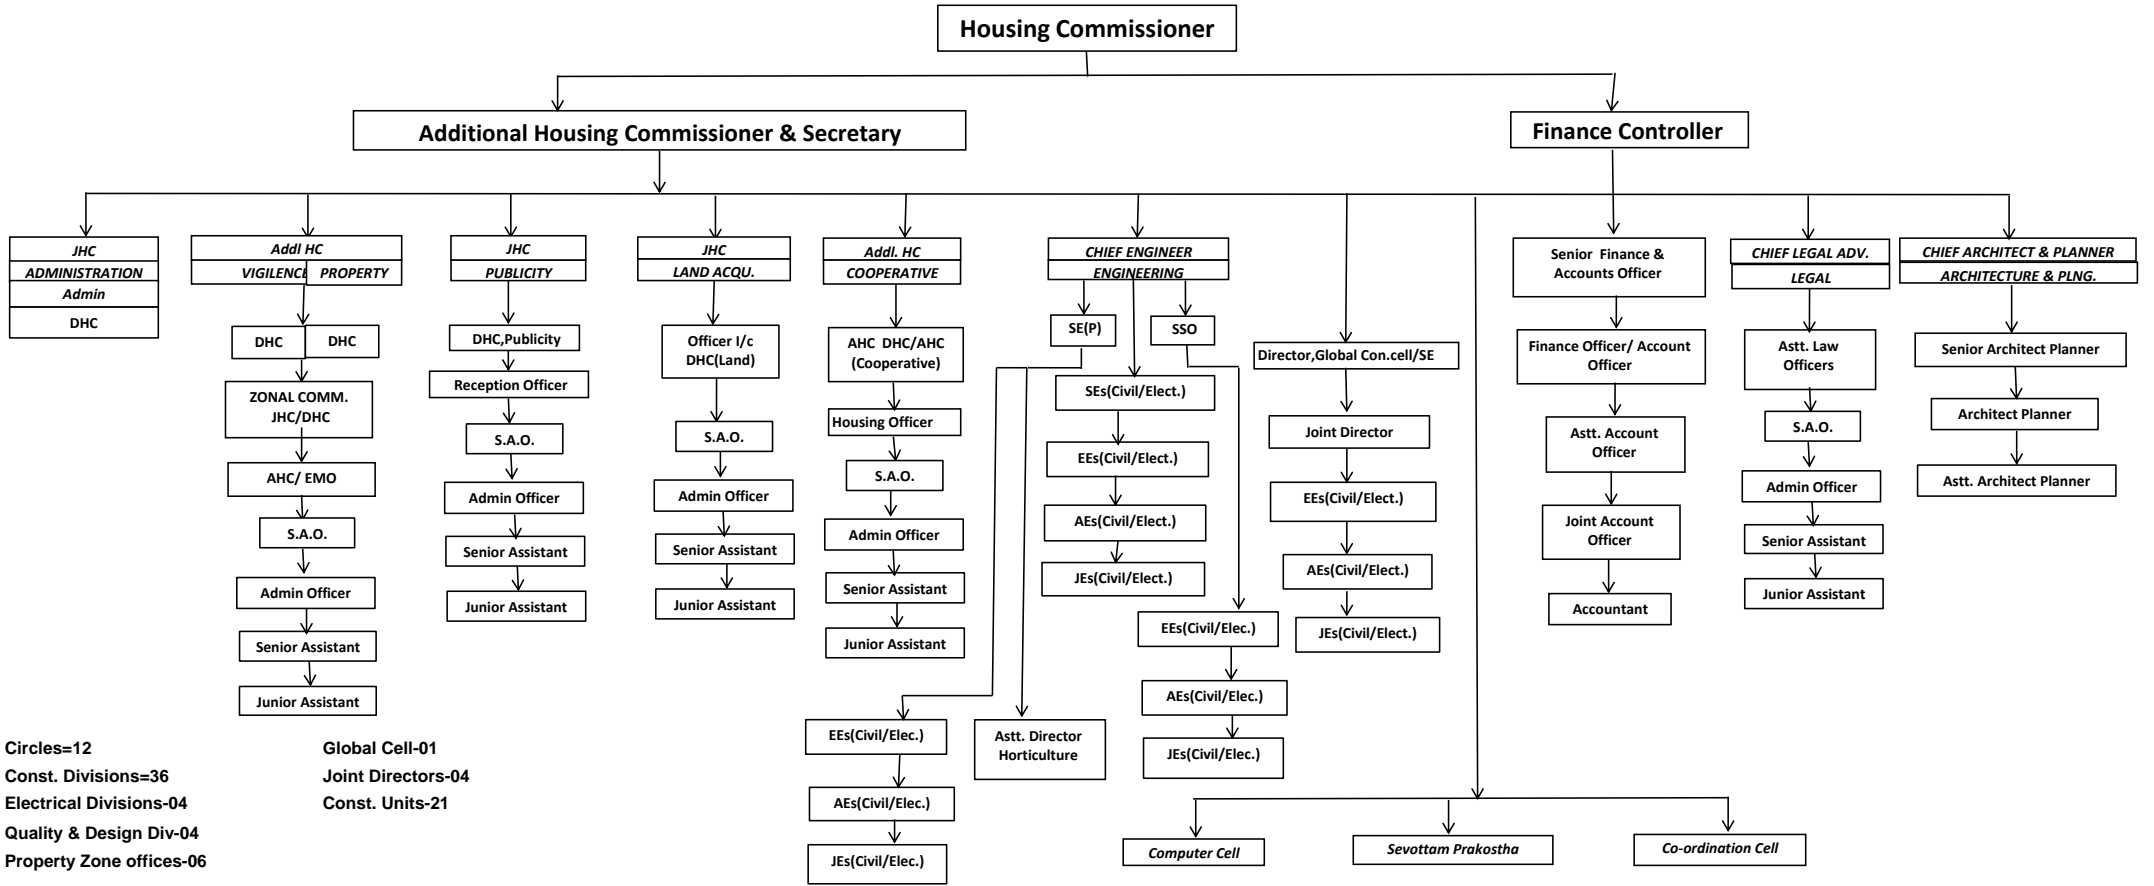 Housing Commissioner
Additional Housing Commissioner & Secretary
Finance Controller
JHC
ADMINISTRATION
Admin
DHC
Addl HC
VIGILENCE
PROPERTY
DHC
DHC
ZONAL COMM.
JHC/DHC
AHC/ EMO
S.A.O.
Admin Officer
Senior Assistant
Junior Assistant
JHC
PUBLICITY
DHC,Publicity
Reception Officer
S.A.O.
Admin Officer
Senior Assistant
Junior Assistant
JHC
LAND ACQU.
Officer I/c
DHC(Land)
S.A.O.
Admin Officer
Senior Assistant
Junior Assistant
Addl. HC
COOPERATIVE
AHC DHC/AHC
(Cooperative)
Housing Officer
S.A.O.
Admin Officer
Senior Assistant
Junior Assistant
CHIEF ENGINEER
ENGINEERING
SE(P)
SSO
SEs(Civil/Elect.)
EEs(Civil/Elect.)
AEs(Civil/Elect.)
JEs(Civil/Elect.)
EEs(Civil/Elec.)
AEs(Civil/Elec.)
JEs(Civil/Elec.)
Astt. Director
Horticulture
EEs(Civil/Elec.)
AEs(Civil/Elec.)
JEs(Civil/Elec.)
Director,Global Con.cell/SE
Joint Director
EEs(Civil/Elect.)
AEs(Civil/Elect.)
JEs(Civil/Elect.)
Senior Finance &
Accounts Officer
Finance Officer/ Account
Officer
Astt. Account
Officer
Joint Account
Officer
Accountant
CHIEF LEGAL ADV.
LEGAL
Astt. Law
Officers
S.A.O.
Admin Officer
Senior Assistant
Junior Assistant
CHIEF ARCHITECT & PLANNER
ARCHITECTURE & PLNG.
Senior Architect Planner
Architect Planner
Astt. Architect Planner
Computer Cell
Sevottam Prakostha
Co-ordination Cell
Circles=12
Const. Divisions=36
Electrical Divisions-04
Quality & Design Div-04
Property Zone offices-06
Global Cell-01
Joint Directors-04
Const. Units-21